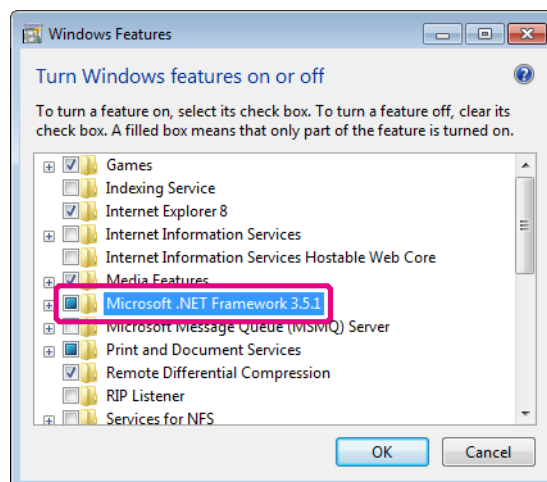 Windows Features
Turn Windows features on or off
To turn a feature on, select its check box. To turn a feature off, clear its
check box. A filled box means that only part of the feature is turned on.
Games
Indexing Service
Internet Explorer 8
Internet Information Services
Internet Information Services Hostable Web Core
Media Features
Microsoft .NET Framework 3.5.1
Microsoft Message Queue (MSMQ) Server
Print and Document Services
Remote Differential Compression
RIP Listener
Services for NFS
OK Cancel